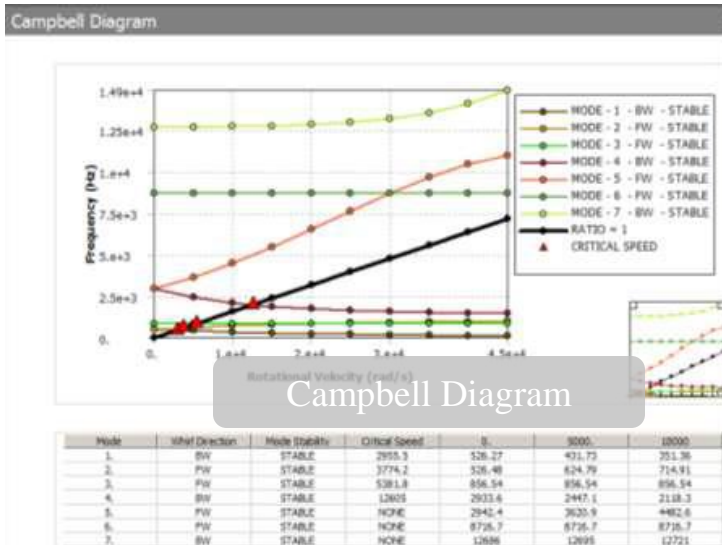 Campbell Diagram
1.49e+4
1.25e+4
1.e+4
7.5e+3
5.e+3
2.5e+3
0.
Frequency (Hz)
0. 1.e+4 2.e+4 3.e+4 4.5e+4
Rotational Velocity (rad/s)
MODE - 1 - BW - STABLE
MODE - 2 - FW - STABLE
MODE - 3 - FW - STABLE
MODE - 4 - BW - STABLE
MODE - 5 - FW - STABLE
MODE - 6 - FW - STABLE
MODE - 7 - BW - STABLE
RATIO = 1
CRITICAL SPEED
Campbell Diagram
Mode Whirl Direction Mode Stability Critical Speed 0. 5000. 10000
1. BW STABLE 2955.5 526.27 431.73 351.36
2. FW STABLE 3774.2 526.48 624.79 714.91
3. FW STABLE 5381.8 856.54 856.54 856.54
4. BW STABLE 12605 2933.6 2447.1 2118.3
5. FW STABLE NONE 2942.4 3620.9 4482.6
6. FW STABLE NONE 8716.7 8716.7 8716.7
7. BW STABLE NONE 12686 12695 12721